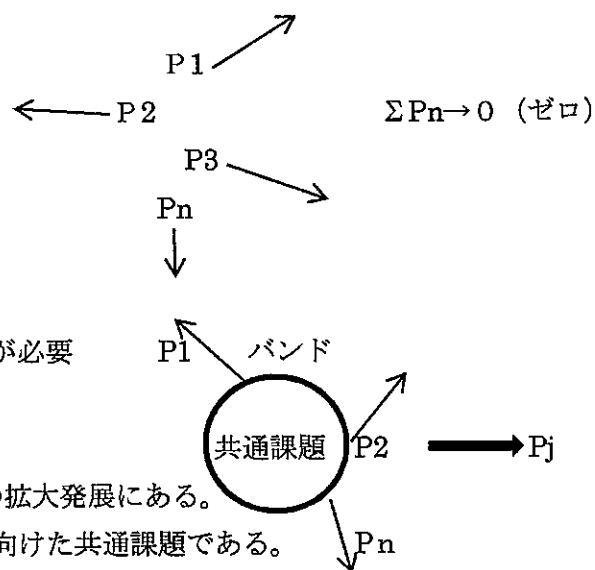 P1
P2 ΣPn→0 (ゼロ)
P3
Pn
が必要 P1 バンド
共通課題 P2 Pj
拡大発展にある。
向けた共通課題である。 Pn